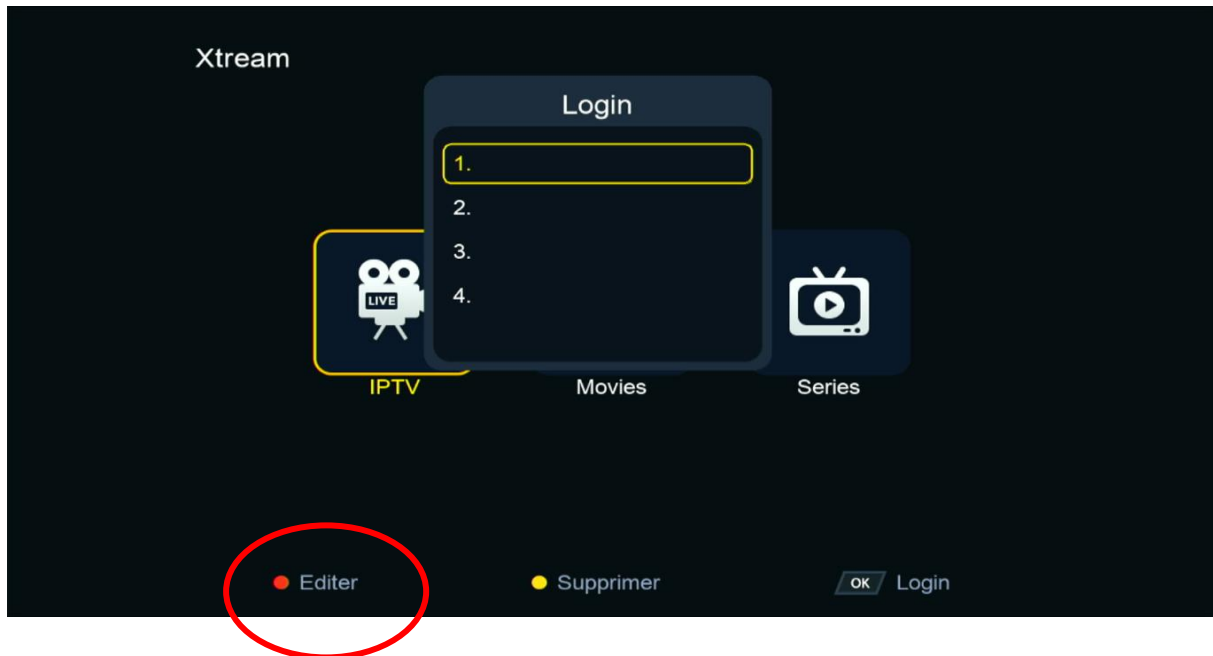 Xtream
Login
1.
2.
3.
4.
LIVE
IPTV
Movies
Series
Editer
Supprimer
OK Login